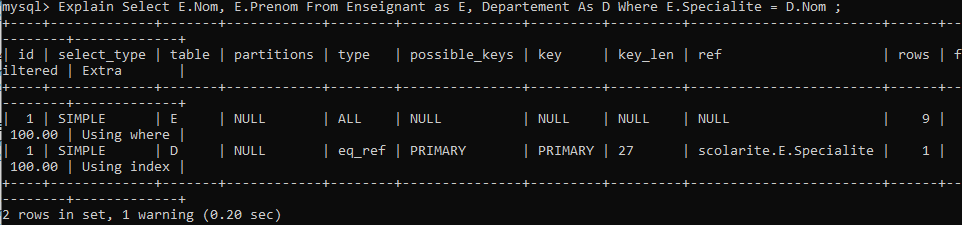 mysql> Explain Select E.Nom, E.Prenom From Enseignant as E, Departement As D Where E.Specialite = D.Nom ;
+----+-------------+-------+------------+--------+---------------+---------+---------+-------------------------+------+--
--------+-------------+
| id | select_type | table | partitions | type   | possible_keys | key     | key_len | ref                     | rows | f
iltered | Extra       |
+----+-------------+-------+------------+--------+---------------+---------+---------+-------------------------+------+--
--------+-------------+
|  1 | SIMPLE      | E     | NULL       | ALL    | NULL          | NULL    | NULL    | NULL                    |    9 |
 100.00 | Using where |
|  1 | SIMPLE      | D     | NULL       | eq_ref | PRIMARY       | PRIMARY | 27      | scolarite.E.Specialite |    1 |
 100.00 | Using index |
+----+-------------+-------+------------+--------+---------------+---------+---------+-------------------------+------+--
--------+-------------+
2 rows in set, 1 warning (0.20 sec)